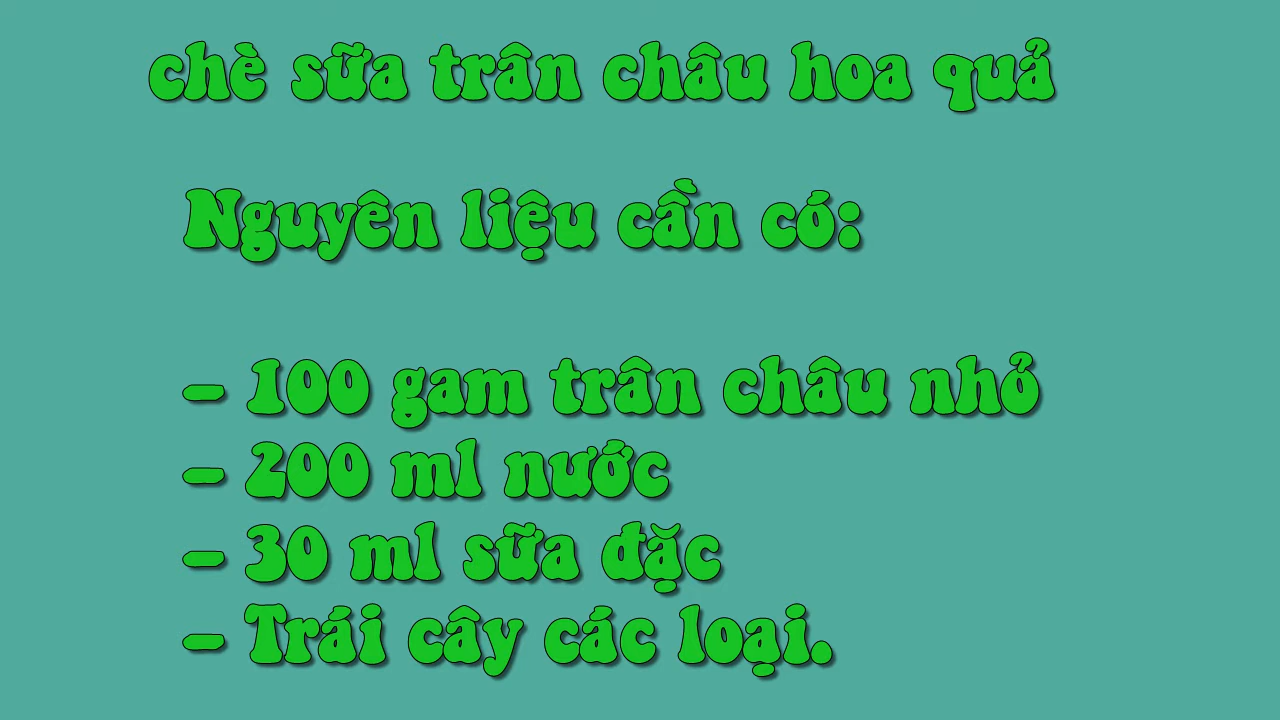 chè sữa trân châu hoa quả
Nguyên liệu cần có:
- 100 gam trân châu nhỏ
- 200 ml nước
- 30 ml sữa đặc
- Trái cây các loại.